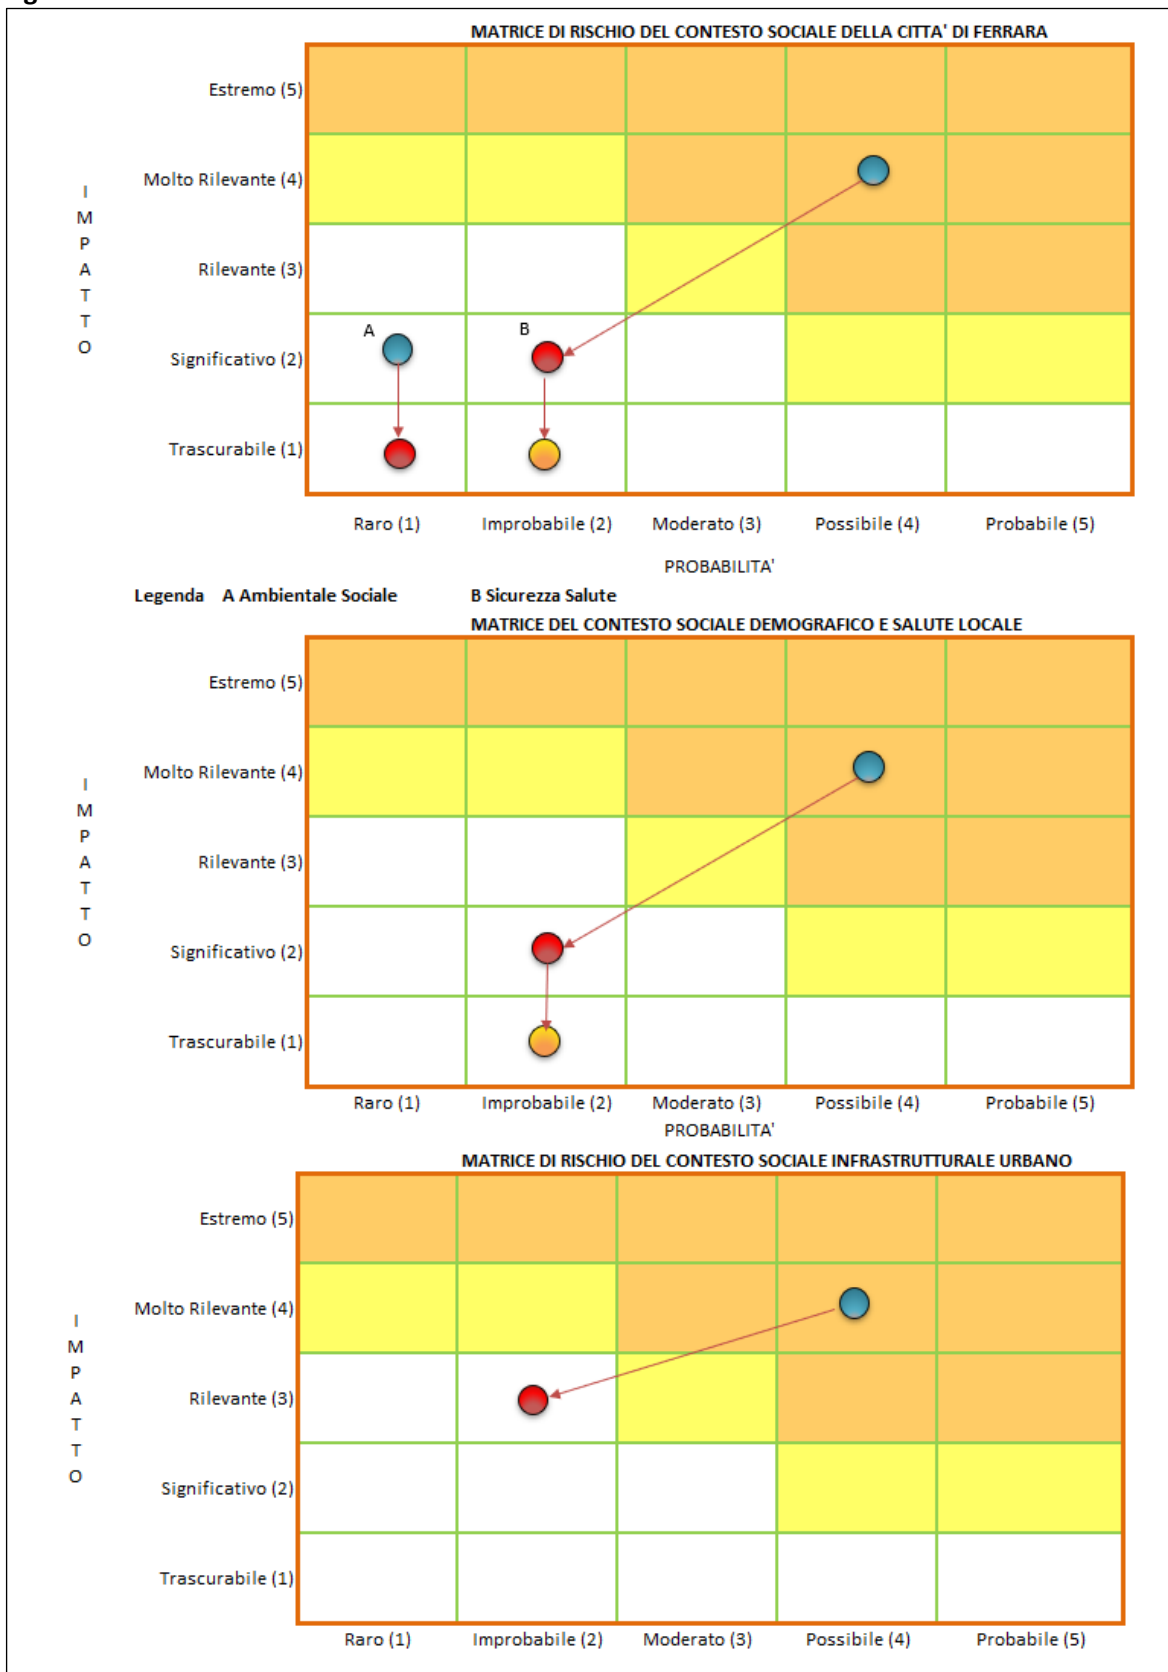 MATRICE DI RISCHIO DEL CONTESTO SOCIALE DELLA CITTA' DI FERRARA
IMPATTO
Estremo (5)
Molto Rilevante (4)
Rilevante (3)
Significativo (2)
Trascurabile (1)
A
B
Raro (1) Improbabile (2) Moderato (3) Possibile (4) Probabile (5)
PROBABILITA'
Legenda A Ambientale Sociale B Sicurezza Salute
MATRICE DEL CONTESTO SOCIALE DEMOGRAFICO E SALUTE LOCALE
IMPATTO
Estremo (5)
Molto Rilevante (4)
Rilevante (3)
Significativo (2)
Trascurabile (1)
Raro (1) Improbabile (2) Moderato (3) Possibile (4) Probabile (5)
PROBABILITA'
MATRICE DI RISCHIO DEL CONTESTO SOCIALE INFRASTRUTTURALE URBANO
IMPATTO
Estremo (5)
Molto Rilevante (4)
Rilevante (3)
Significativo (2)
Trascurabile (1)
Raro (1) Improbabile (2) Moderato (3) Possibile (4) Probabile (5)